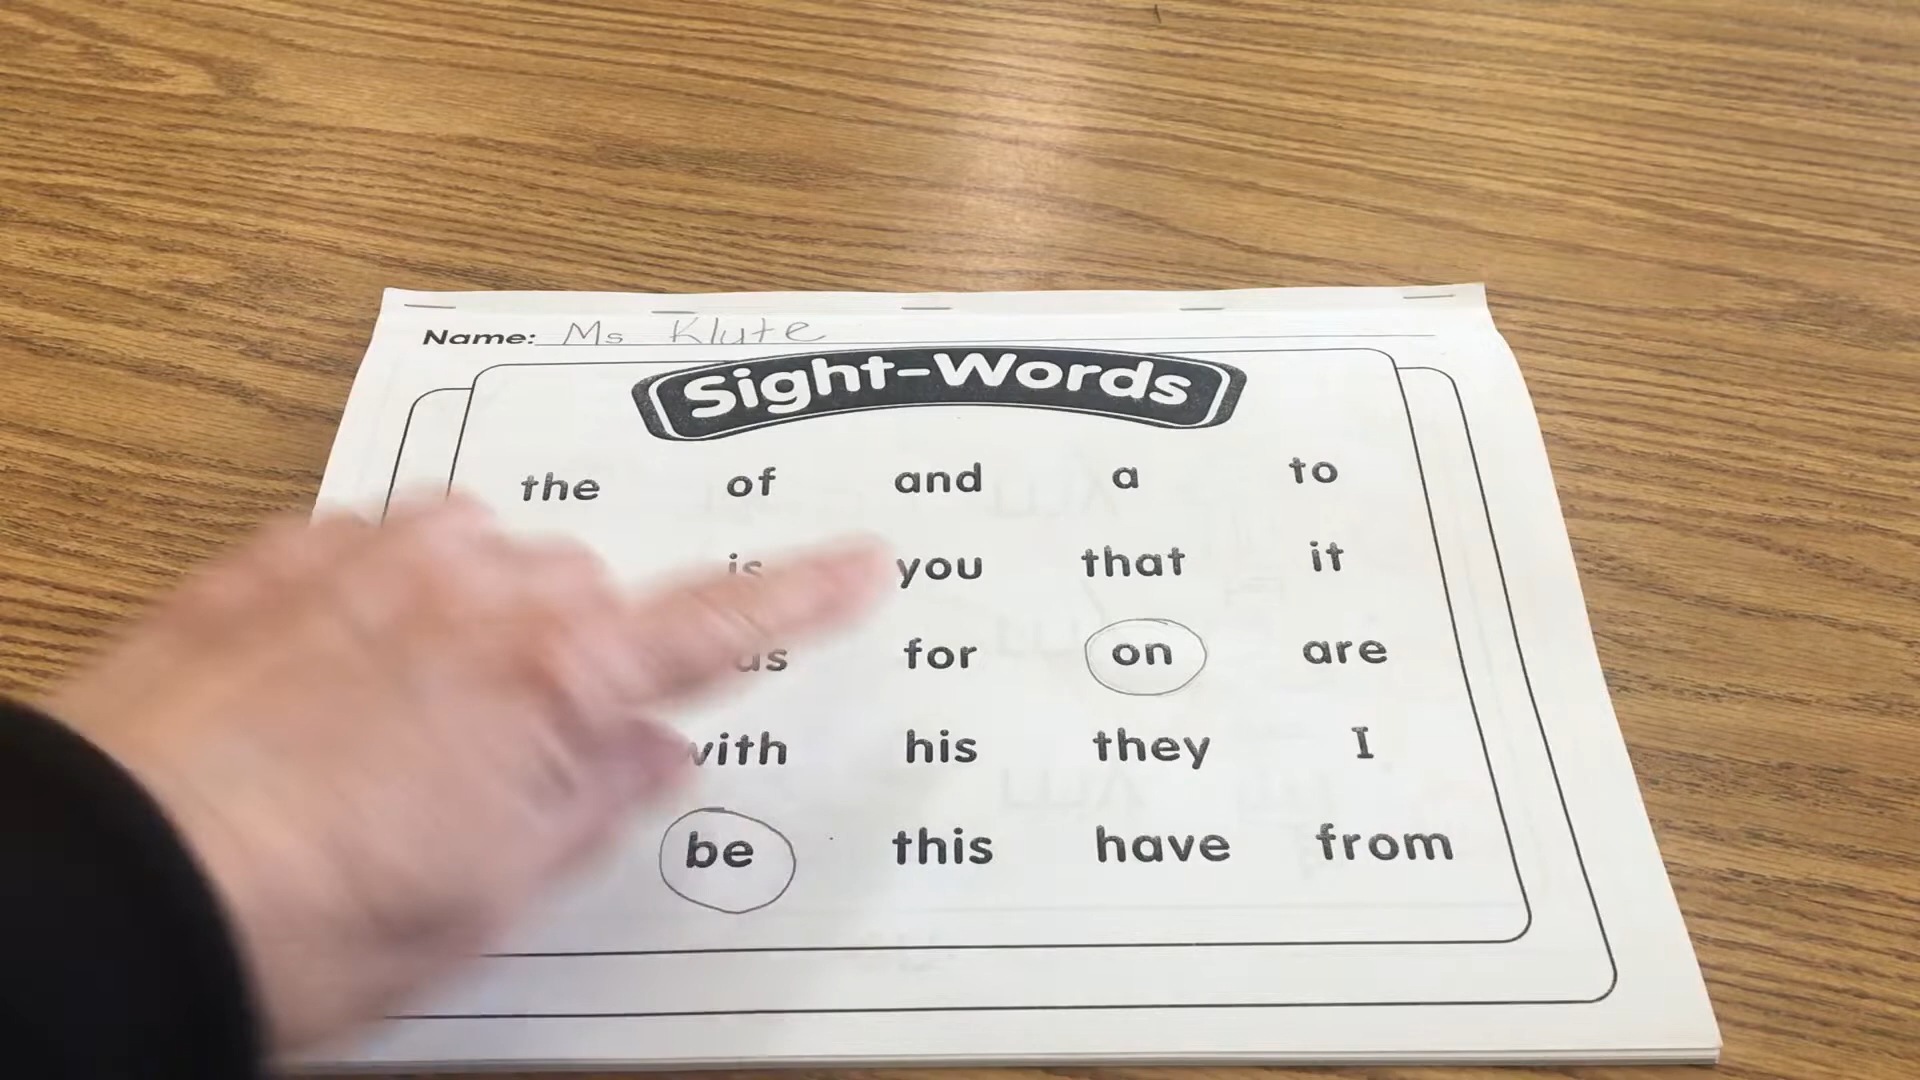 Name: Ms Klute
Sight-Words
the of and a to
is you that it
for on are
with his they I
be this have from